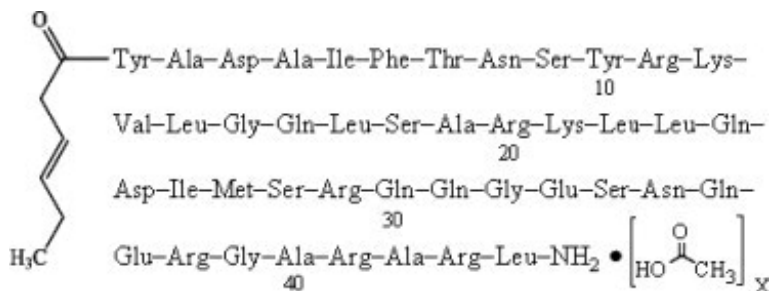 O
Tyr–Ala–Asp–Ala–Ile–Phe–Thr–Asn–Ser–Tyr–Arg–Lys–
10
Val–Leu–Gly–Gln–Leu–Ser–Ala–Arg–Lys–Leu–Leu–Gln–
20
Asp–Ile–Met–Ser–Arg–Gln–Gln–Gly–Glu–Ser–Asn–Gln–
30
H₃C Glu–Arg–Gly–Ala–Arg–Ala–Arg–Leu–NH₂ • [HO O CH₃]x
40